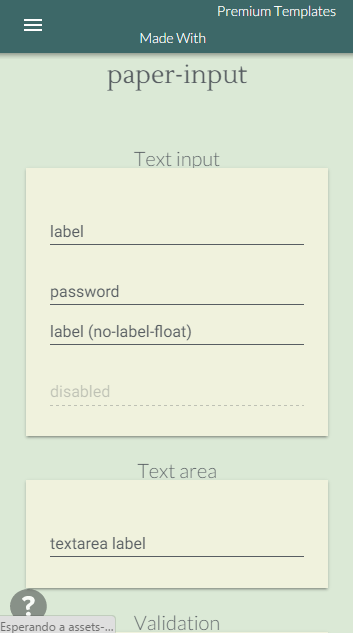 Premium Templates
Made With
paper-input
Text input
label
password
label (no-label-float)
disabled
Text area
textarea label
?
Esperando a assets-...
Validation